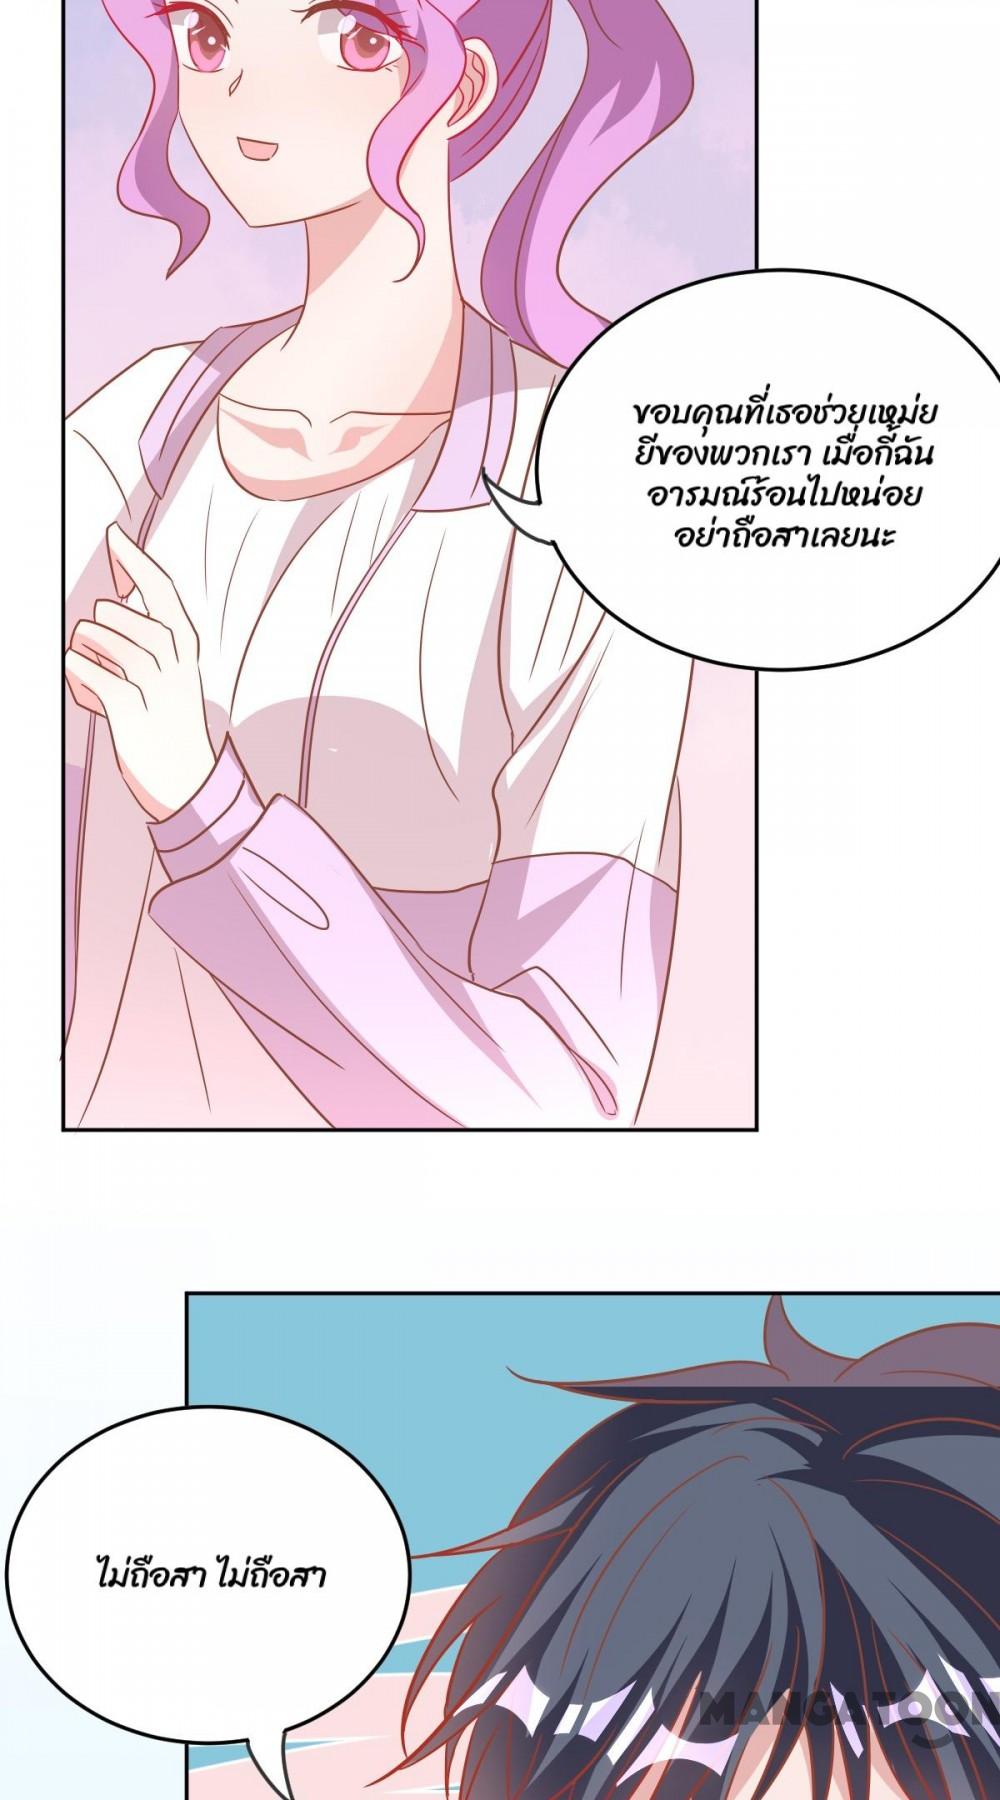 ขอบคุณที่เธอช่วยเหม่ย
ยีของพวกเรา เมื่อกี้ฉัน
อารมณ์ร้อนไปหน่อย
อย่าถือสาเลยนะ
ไม่ถือสา ไม่ถือสา
MANGATOON